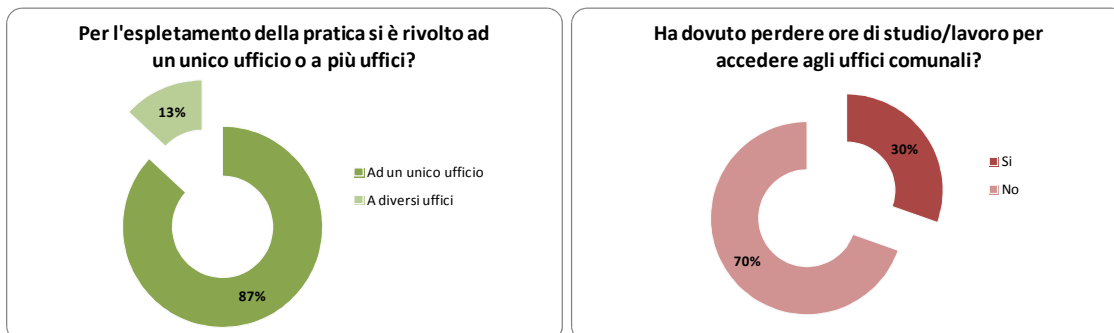 Per l'espletamento della pratica si è rivolto ad
un unico ufficio o a più uffici?
13%
87%
Ad un unico ufficio
A diversi uffici
Ha dovuto perdere ore di studio/lavoro per
accedere agli uffici comunali?
30%
70%
Si
No